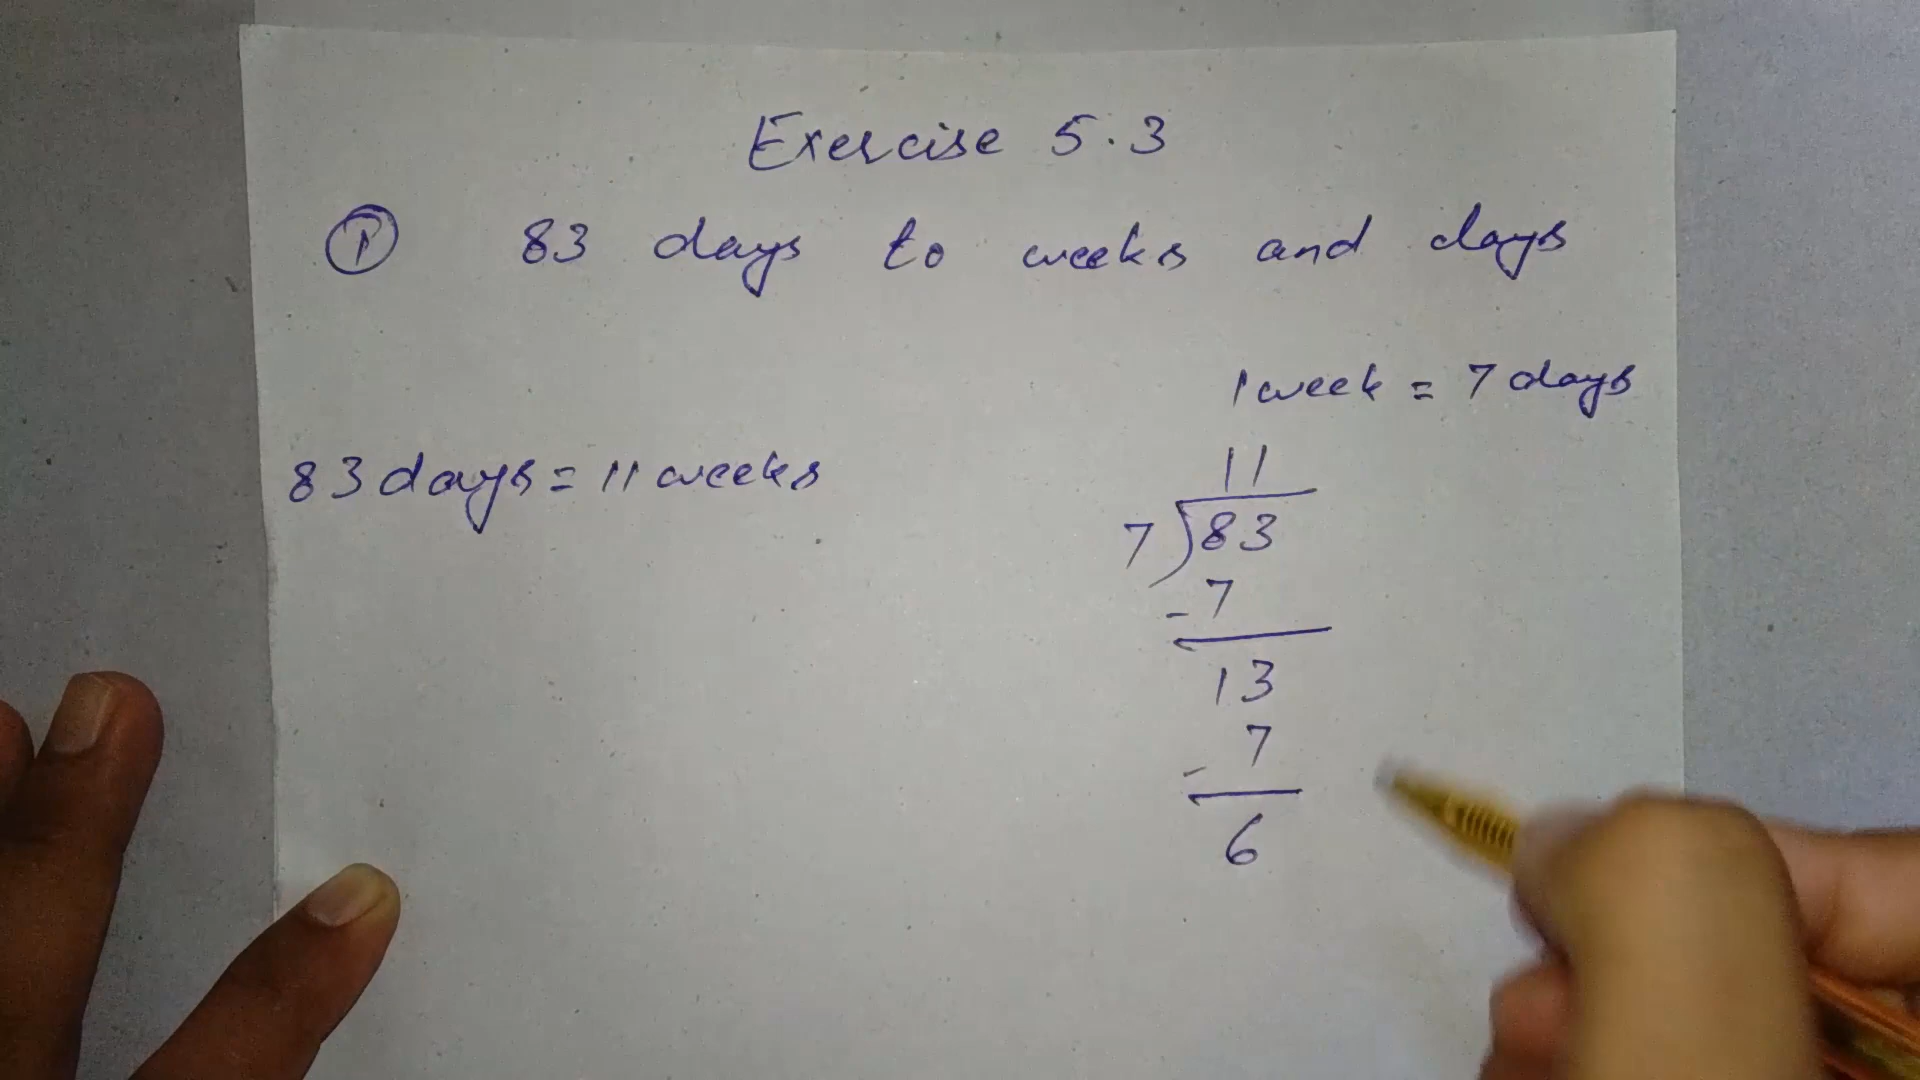 Exercise 5.3
① 83 days to weeks and days
1 week = 7 days
83 days = 11 weeks
11
7 83
- 7
13
- 7
6